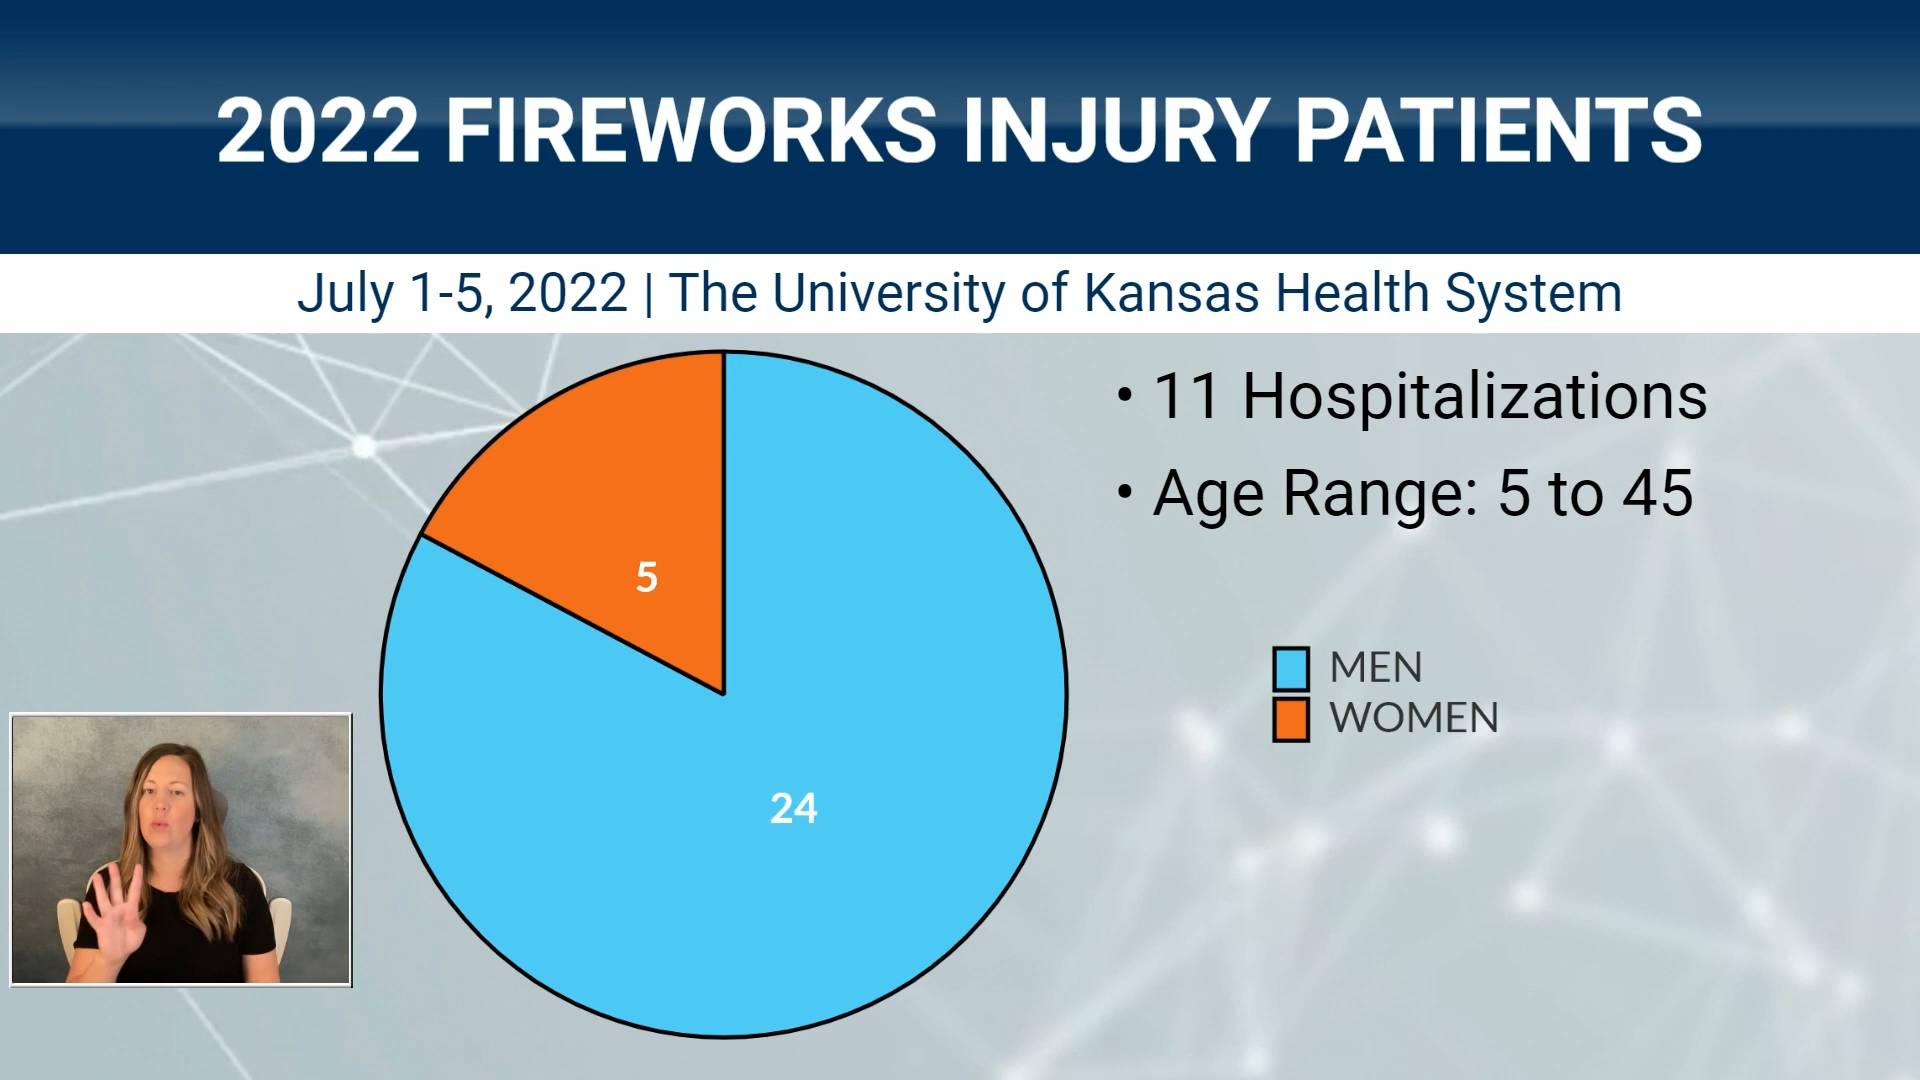 2022 FIREWORKS INJURY PATIENTS
July 1-5, 2022 | The University of Kansas Health System
• 11 Hospitalizations
• Age Range: 5 to 45
5
24
MEN
WOMEN